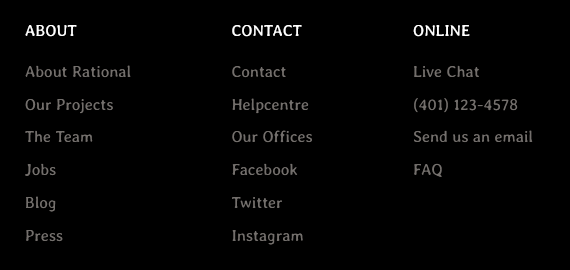 ABOUT
About Rational
Our Projects
The Team
Jobs
Blog
Press
CONTACT
Contact
Helpcentre
Our Offices
Facebook
Twitter
Instagram
ONLINE
Live Chat
(401) 123-4578
Send us an email
FAQ